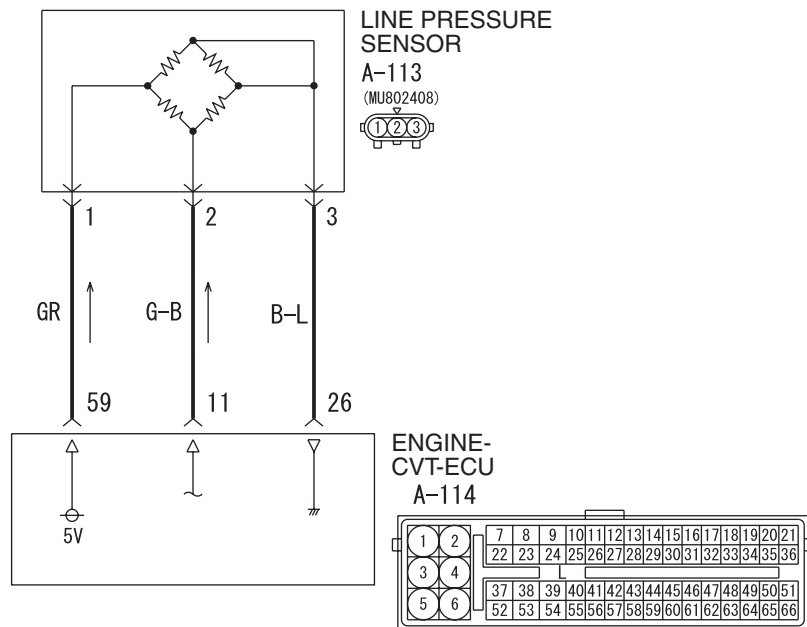 LINE PRESSURE
SENSOR
A-113
(MU802408)
1 2 3
1 2 3
GR G-B B-L
59 11 26
5V
ENGINE-
CVT-ECU
A-114
1 2
3 4
5 6
7 8 9 10 11 12 13 14 15 16 17 18 19 20 21
22 23 24 25 26 27 28 29 30 31 32 33 34 35 36
37 38 39 40 41 42 43 44 45 46 47 48 49 50 51
52 53 54 55 56 57 58 59 60 61 62 63 64 65 66